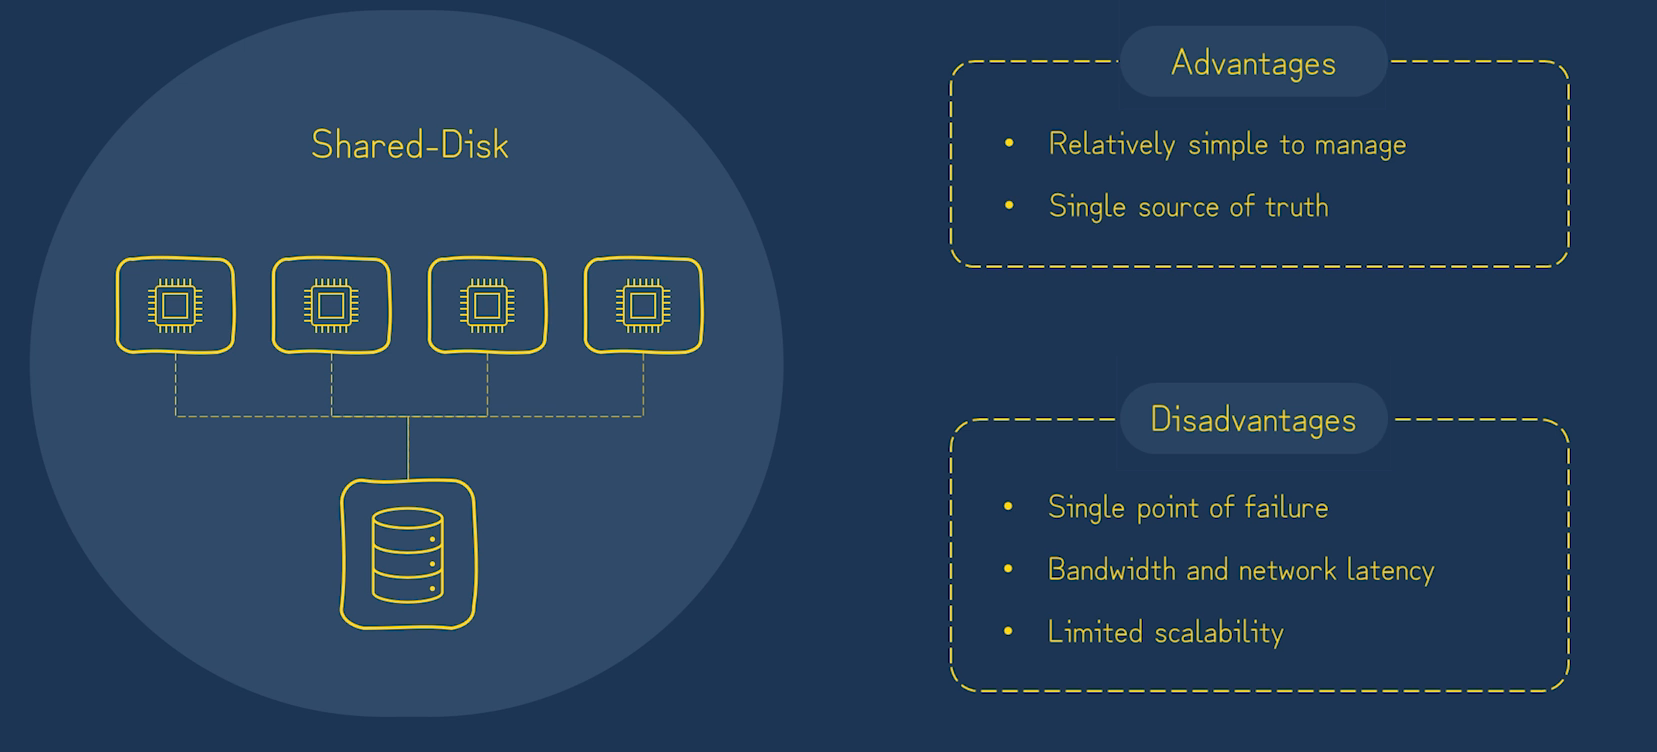 Shared-Disk
Advantages
• Relatively simple to manage
• Single source of truth
Disadvantages
• Single point of failure
• Bandwidth and network latency
• Limited scalability